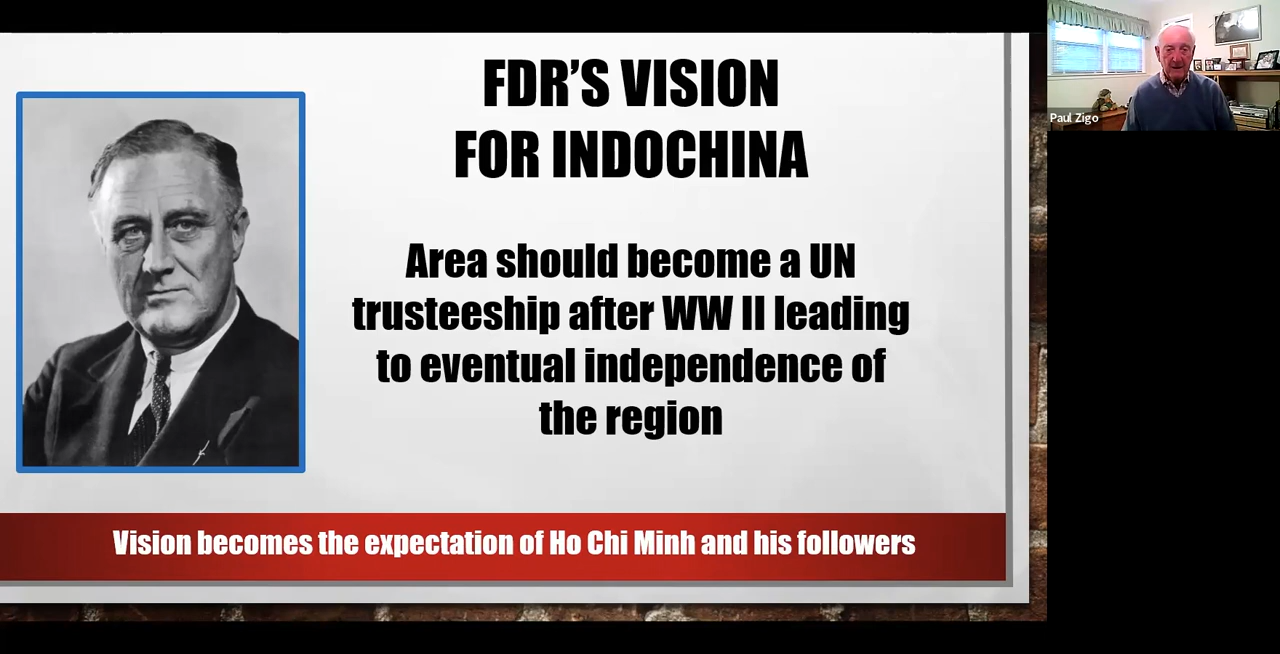 FDR’S VISION
FOR INDOCHINA
Area should become a UN
trusteeship after WW II leading
to eventual independence of
the region
Vision becomes the expectation of Ho Chi Minh and his followers
Paul Zigo